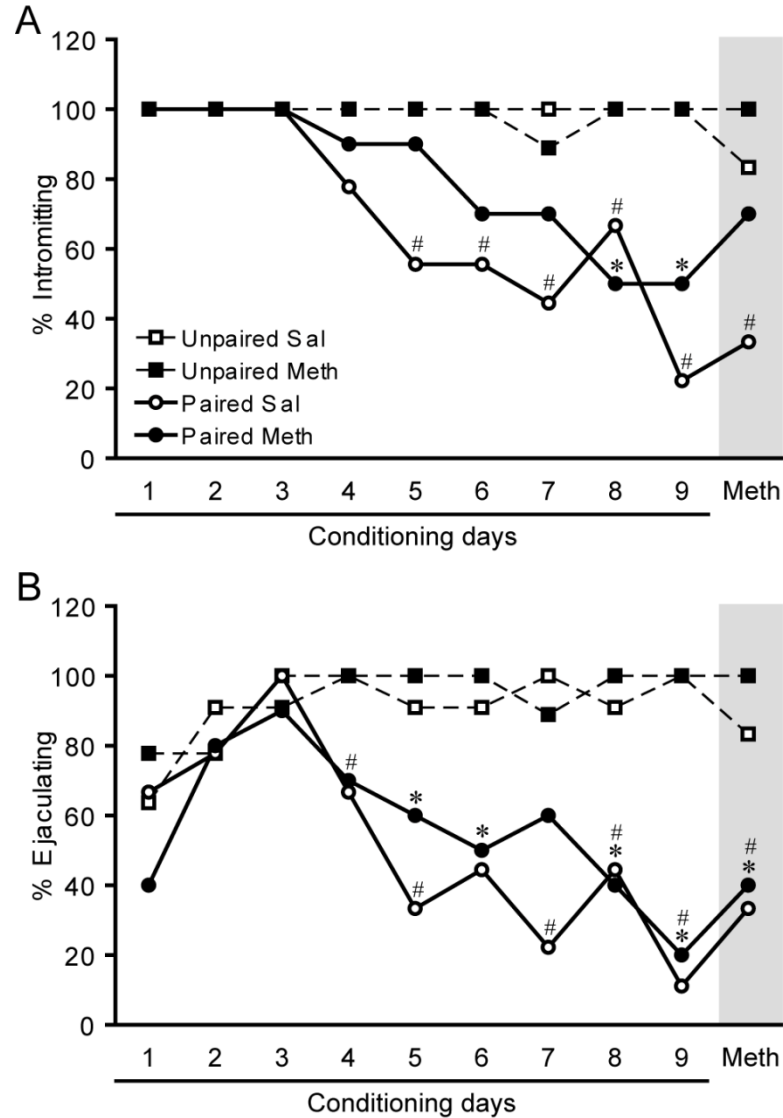 A
120
100
80
60
40
20
0
% Intromitting
# # # # # #
* *
Unpaired Sal
Unpaired Meth
Paired Sal
Paired Meth
1 2 3 4 5 6 7 8 9 Meth
Conditioning days
B
120
100
80
60
40
20
0
% Ejaculating
# # # # # #
* * * * *
1 2 3 4 5 6 7 8 9 Meth
Conditioning days